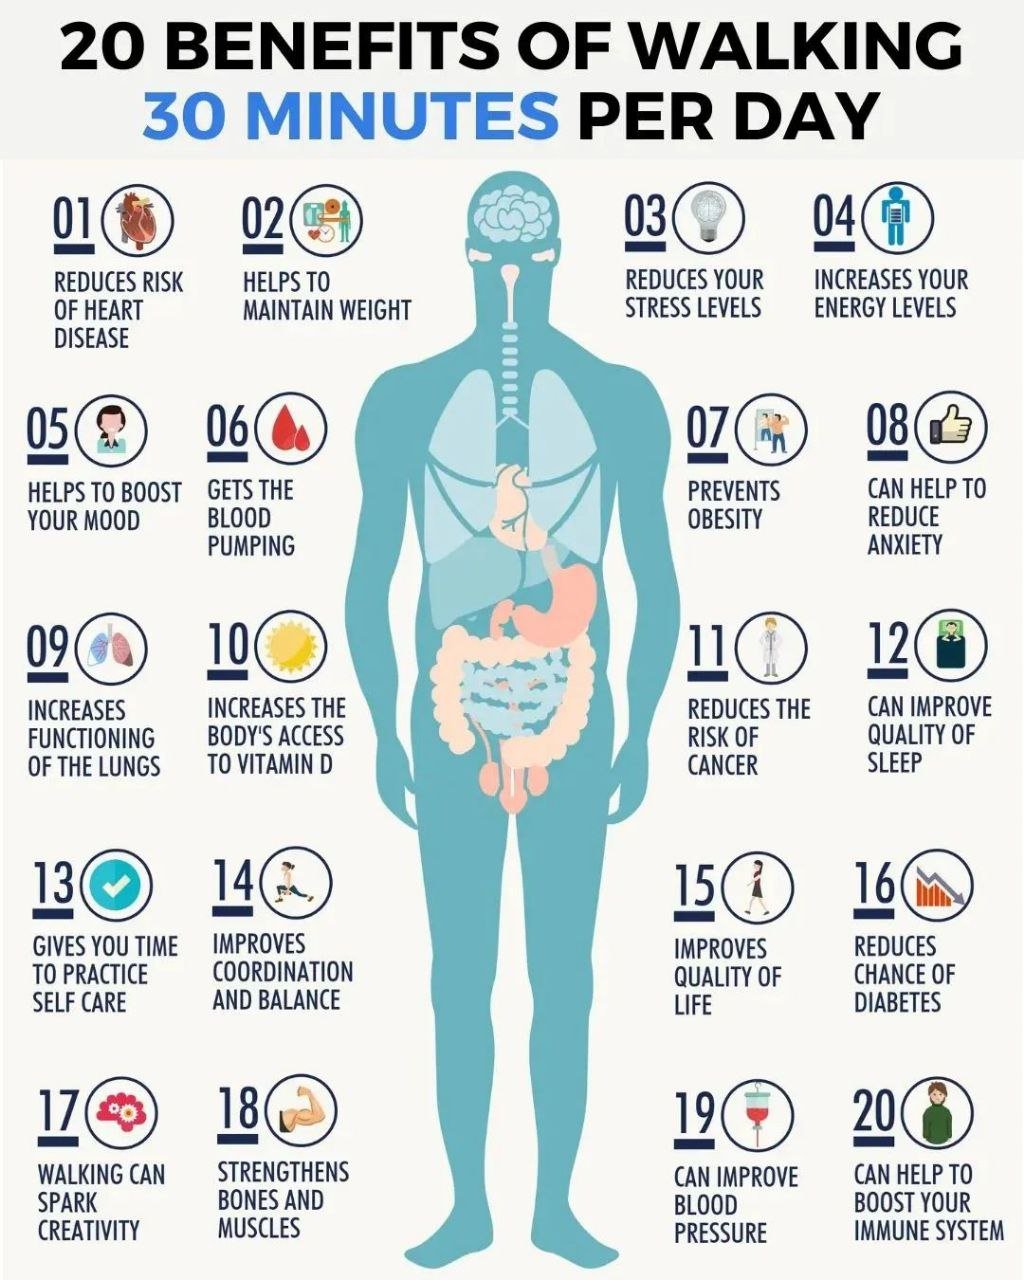 20 BENEFITS OF WALKING
30 MINUTES PER DAY
01
REDUCES RISK
OF HEART
DISEASE
02
HELPS TO
MAINTAIN WEIGHT
03
REDUCES YOUR
STRESS LEVELS
04
INCREASES YOUR
ENERGY LEVELS
05
HELPS TO BOOST
YOUR MOOD
06
GETS THE
BLOOD
PUMPING
07
PREVENTS
OBESITY
08
CAN HELP TO
REDUCE
ANXIETY
09
INCREASES
FUNCTIONING
OF THE LUNGS
10
INCREASES THE
BODY'S ACCESS
TO VITAMIN D
11
REDUCES THE
RISK OF
CANCER
12
CAN IMPROVE
QUALITY OF
SLEEP
13
GIVES YOU TIME
TO PRACTICE
SELF CARE
14
IMPROVES
COORDINATION
AND BALANCE
15
IMPROVES
QUALITY OF
LIFE
16
REDUCES
CHANCE OF
DIABETES
17
WALKING CAN
SPARK
CREATIVITY
18
STRENGTHENS
BONES AND
MUSCLES
19
CAN IMPROVE
BLOOD
PRESSURE
20
CAN HELP TO
BOOST YOUR
IMMUNE SYSTEM